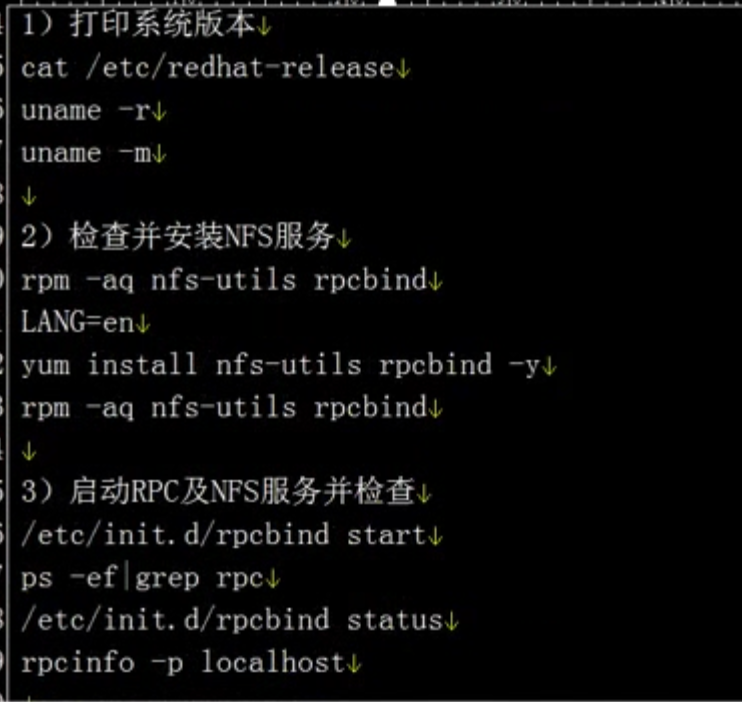 1）打印系统版本↓
cat /etc/redhat-release↓
uname -r↓
uname -m↓
↓
2）检查并安装NFS服务↓
rpm -aq nfs-utils rpcbind↓
LANG=en↓
yum install nfs-utils rpcbind -y↓
rpm -aq nfs-utils rpcbind↓
↓
3）启动RPC及NFS服务并检查↓
/etc/init.d/rpcbind start↓
ps -ef|grep rpc↓
/etc/init.d/rpcbind status↓
rpcinfo -p localhost↓